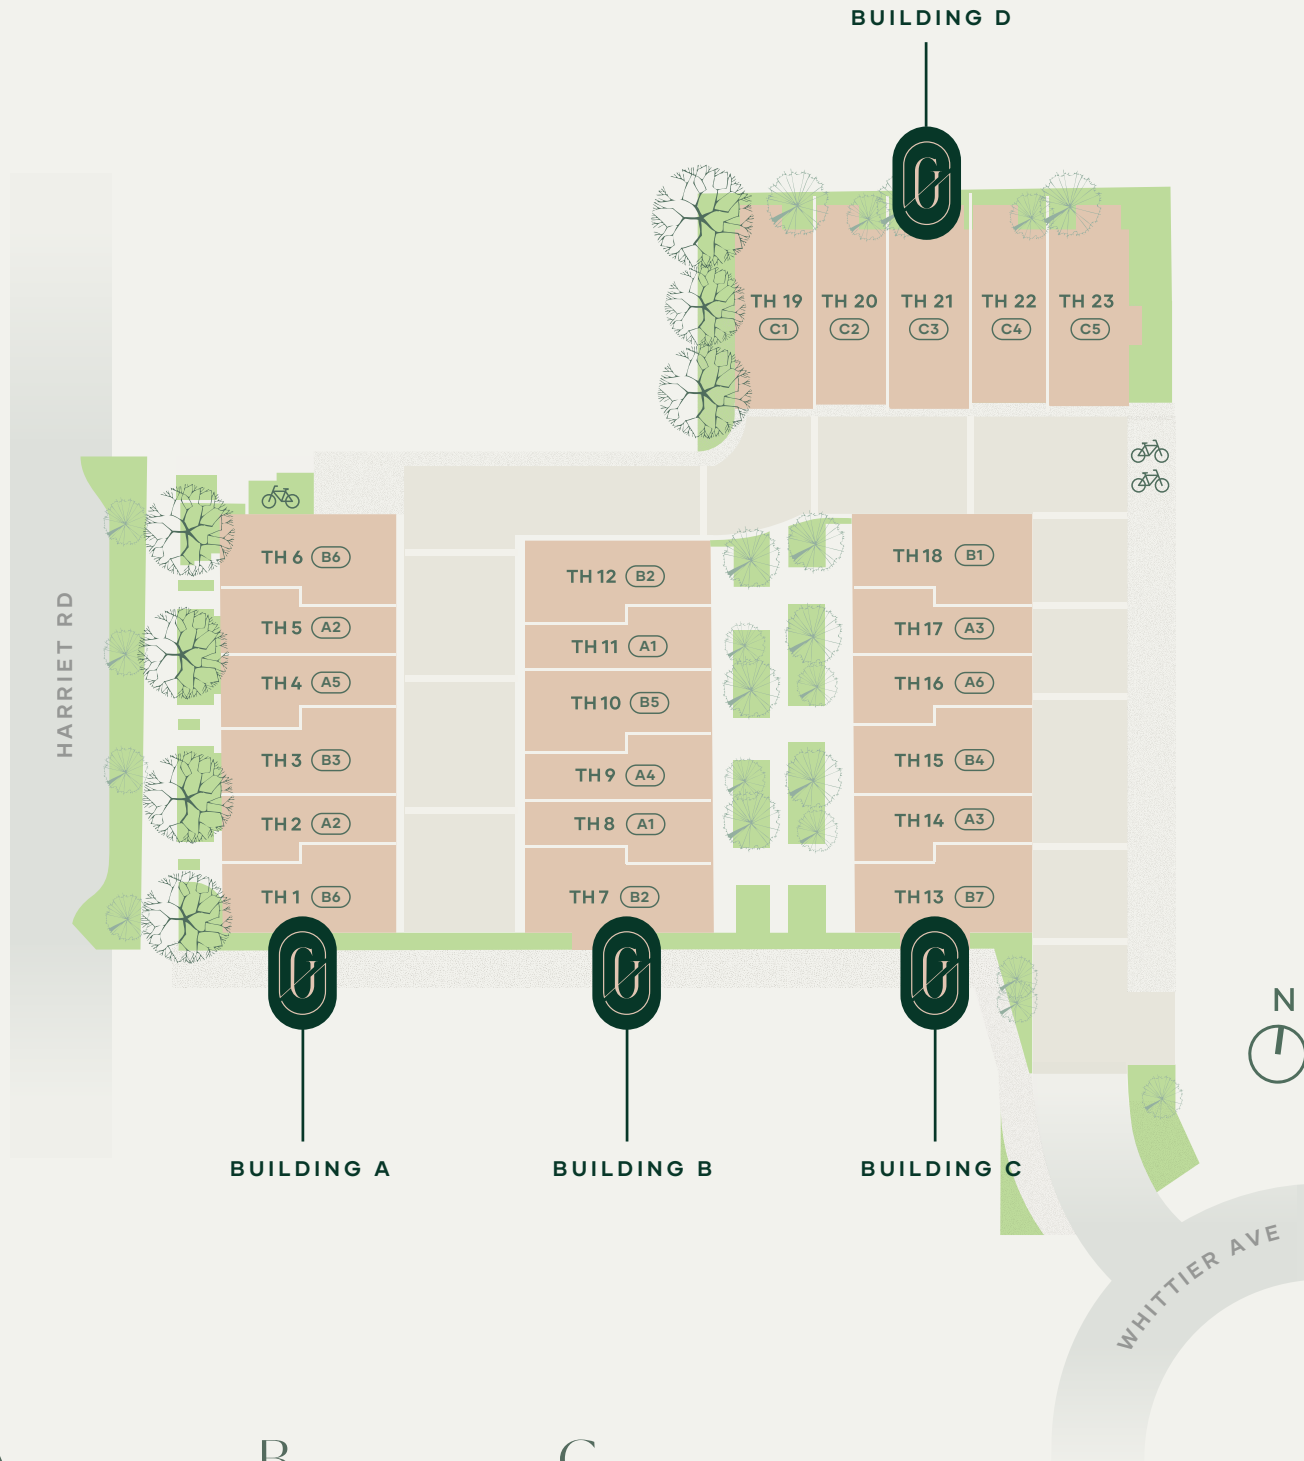 BUILDING D
G
TH 19 TH 20 TH 21 TH 22 TH 23
C1 C2 C3 C4 C5
HARRIET RD
TH 6 B6
TH 5 A2
TH 4 A5
TH 3 B3
TH 2 A2
TH 1 B6
TH 12 B2
TH 11 A1
TH 10 B5
TH 9 A4
TH 8 A1
TH 7 B2
TH 18 B1
TH 17 A3
TH 16 A6
TH 15 B4
TH 14 A3
TH 13 B7
G G G
N
BUILDING A BUILDING B BUILDING C
WHITTIER AVE
B C